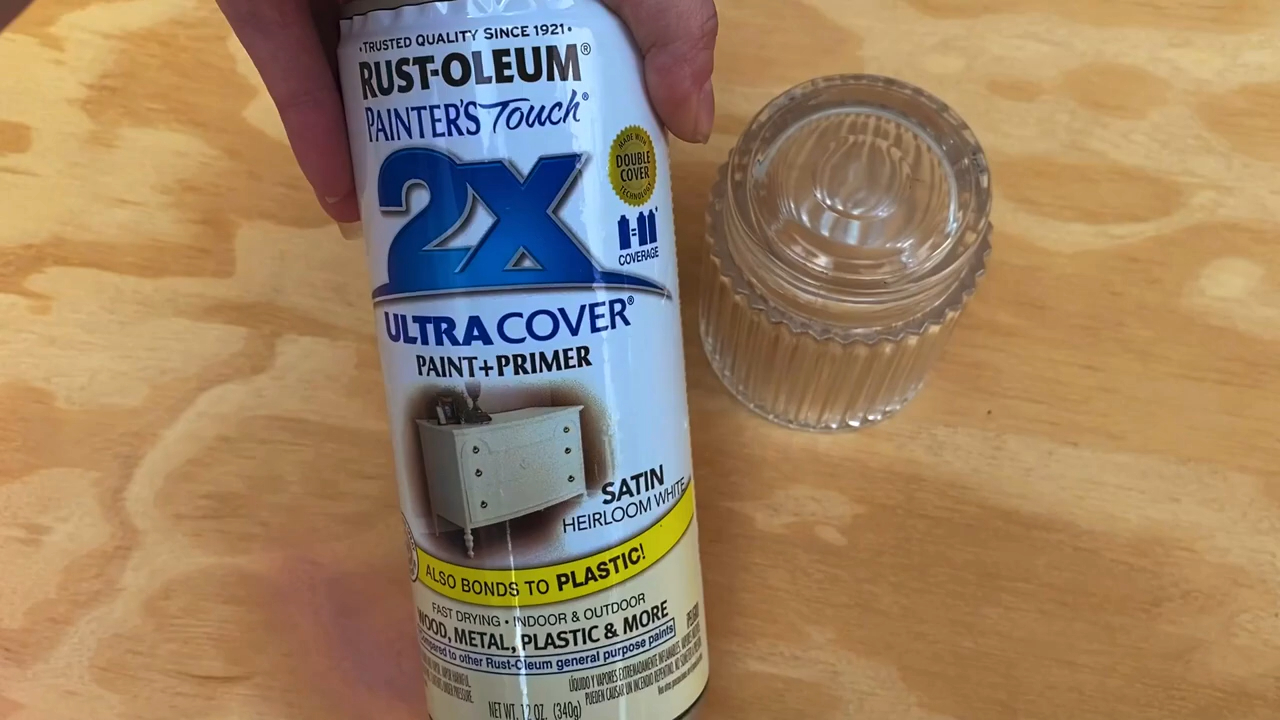 •TRUSTED QUALITY SINCE 1921•
RUST-OLEUM®
PAINTER'S Touch®
2X
MADE WITH
DOUBLE
COVER
TECHNOLOGY
COVERAGE
ULTRA COVER®
PAINT+PRIMER
SATIN
HEIRLOOM WHITE
ALSO BONDS TO PLASTIC!
FAST DRYING • INDOOR & OUTDOOR
WOOD, METAL, PLASTIC & MORE
compared to other Rust-Oleum general purpose paints
LÍQUIDO Y VAPORES EXTREMADAMENTE INFLAMABLES.
PUEDEN CAUSAR UN INCENDIO REPENTINO.
NET WT. 12 OZ. (340g)